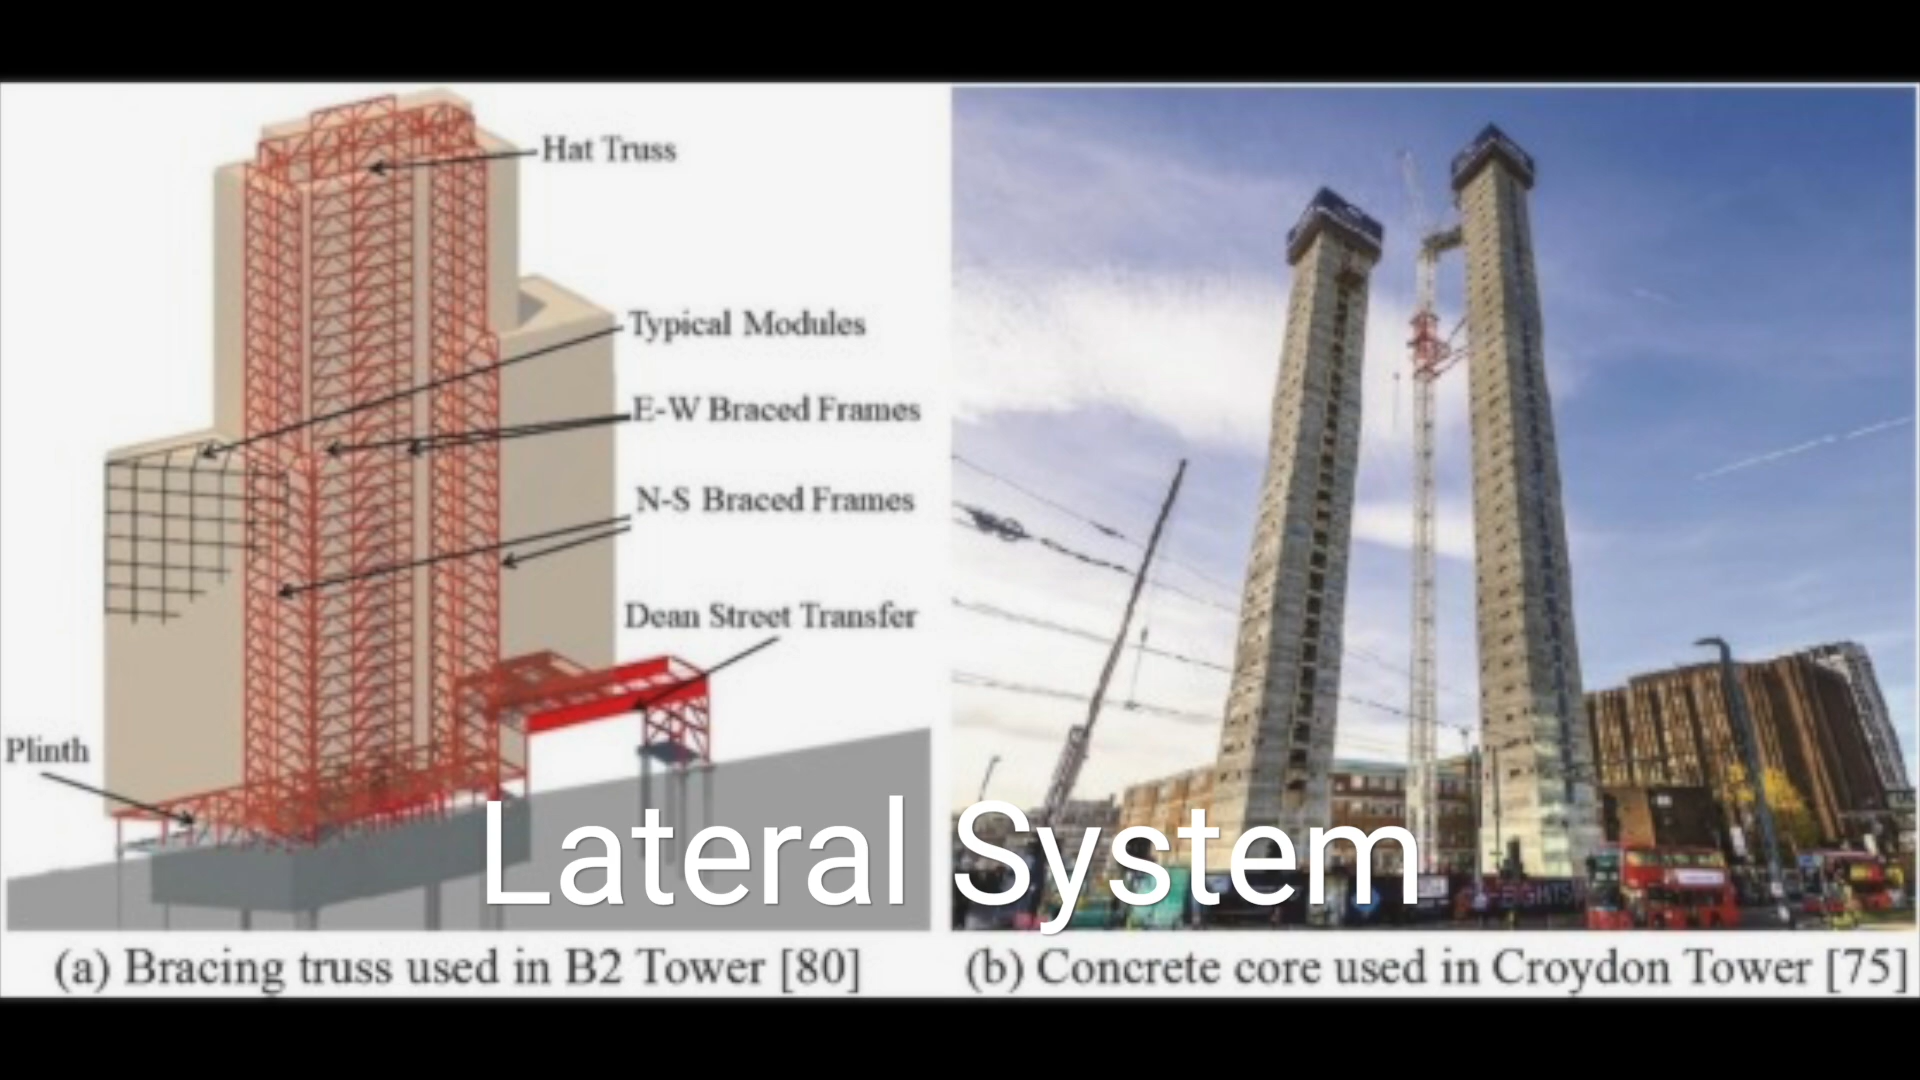 Hat Truss
Typical Modules
E-W Braced Frames
N-S Braced Frames
Dean Street Transfer
Plinth
Lateral System
(a) Bracing truss used in B2 Tower [80]
(b) Concrete core used in Croydon Tower [75]